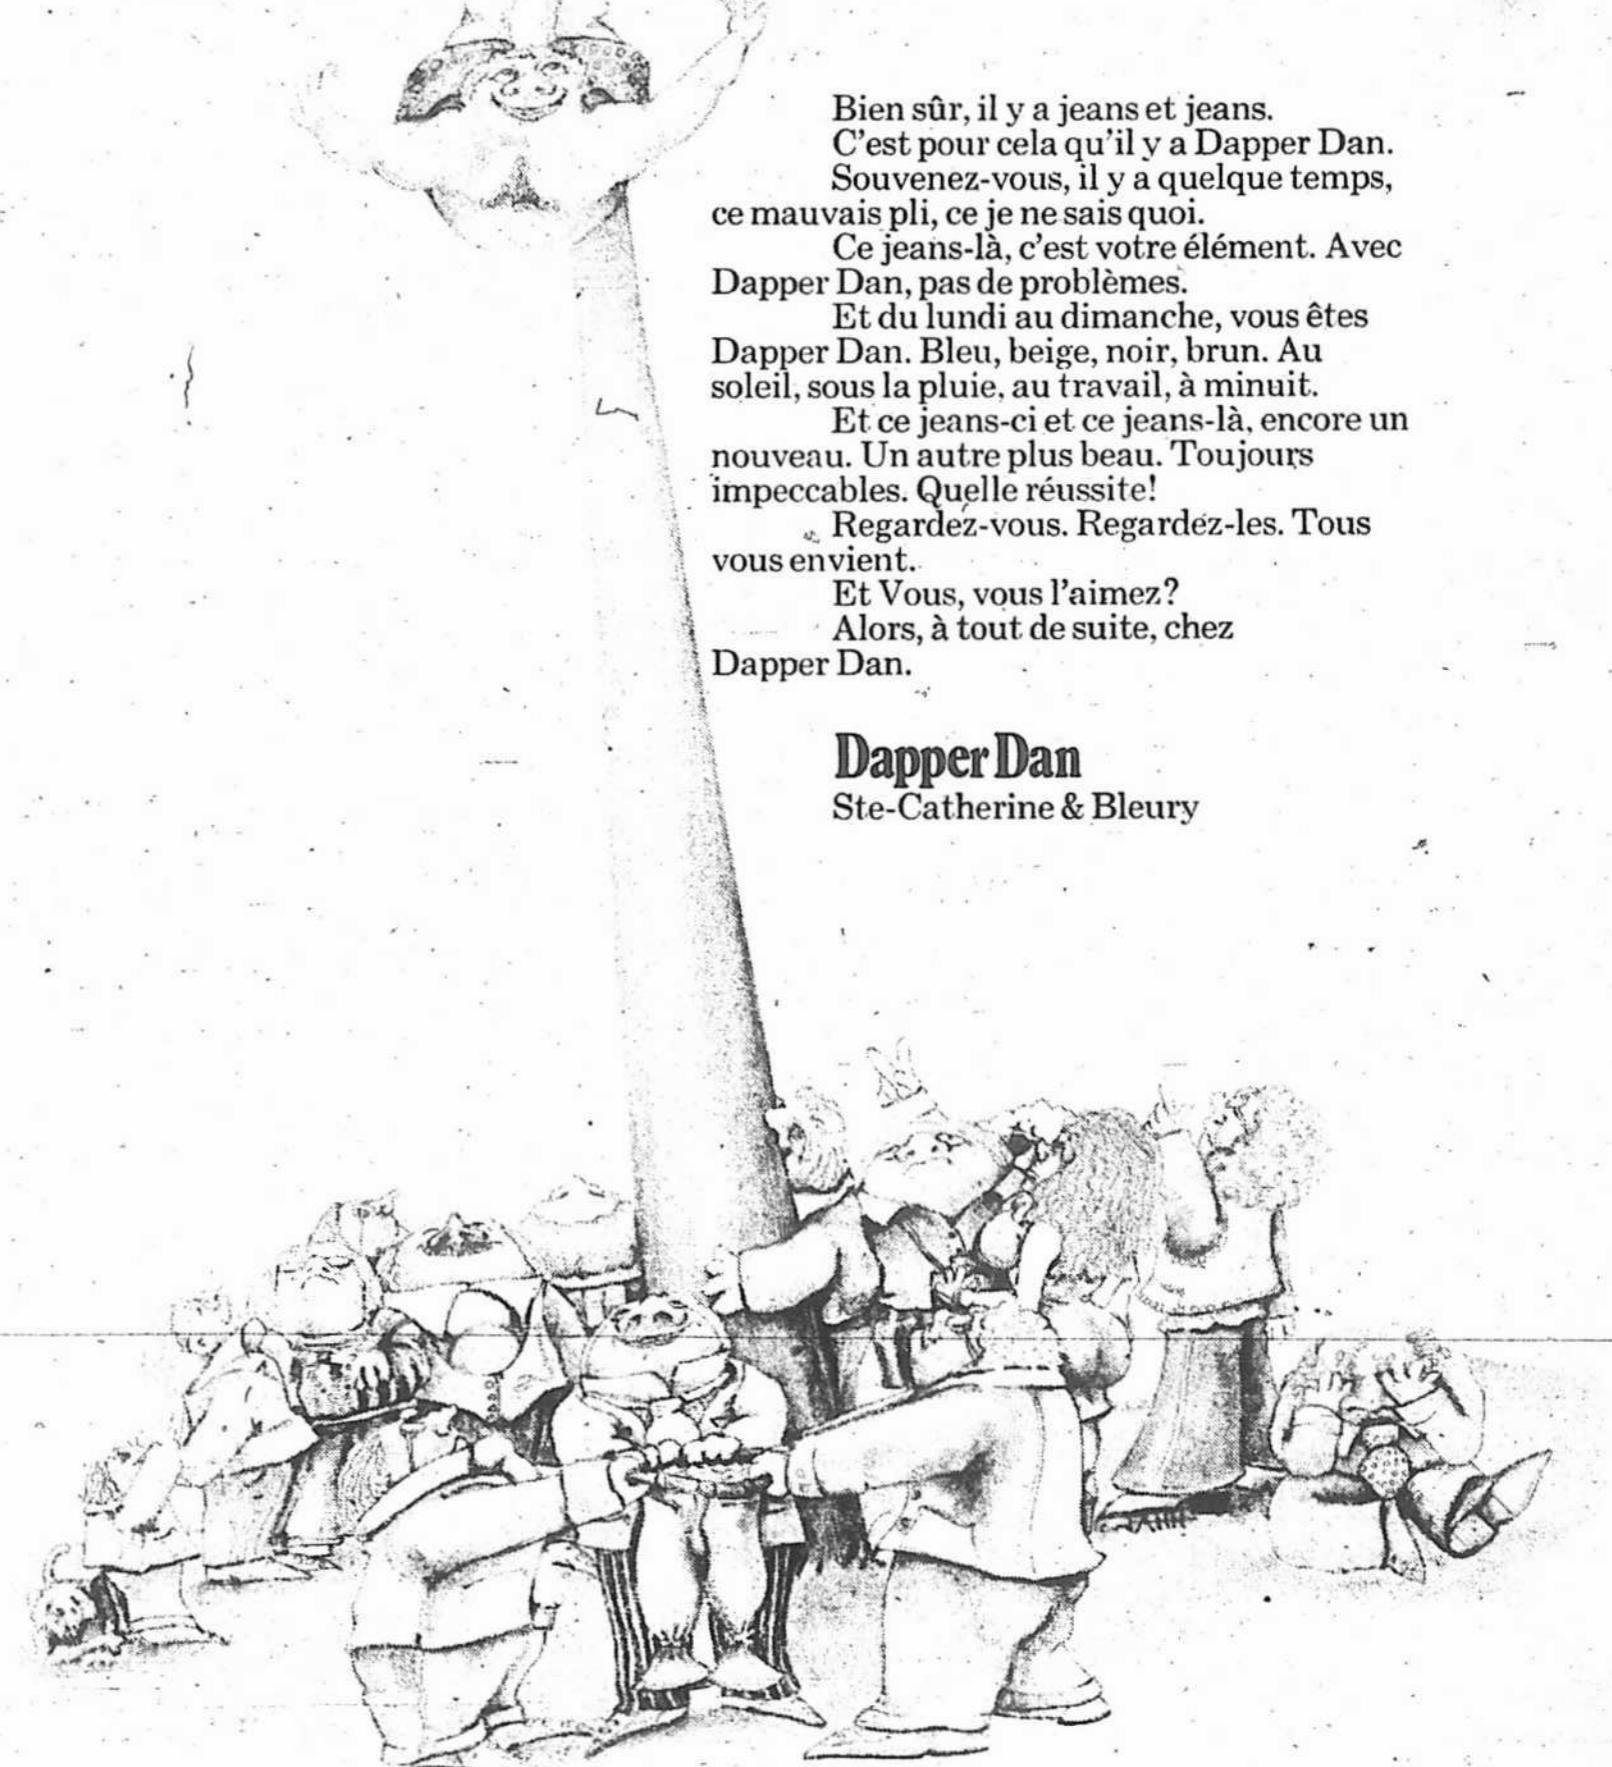 Bien sûr, il y a jeans et jeans.
C'est pour cela qu'il y a Dapper Dan.
Souvenez-vous, il y a quelque temps,
ce mauvais pli, ce je ne sais quoi.
Ce jeans-là, c'est votre élément. Avec
Dapper Dan, pas de problèmes.
Et du lundi au dimanche, vous êtes
Dapper Dan. Bleu, beige, noir, brun. Au
soleil, sous la pluie, au travail, à minuit.
Et ce jeans-ci et ce jeans-là, encore un
nouveau. Un autre plus beau. Toujours
impeccables. Quelle réussite!
Regardez-vous. Regardez-les. Tous
vous envient.
Et Vous, vous l'aimez?
Alors, à tout de suite, chez
Dapper Dan.
Dapper Dan
Ste-Catherine & Bleury